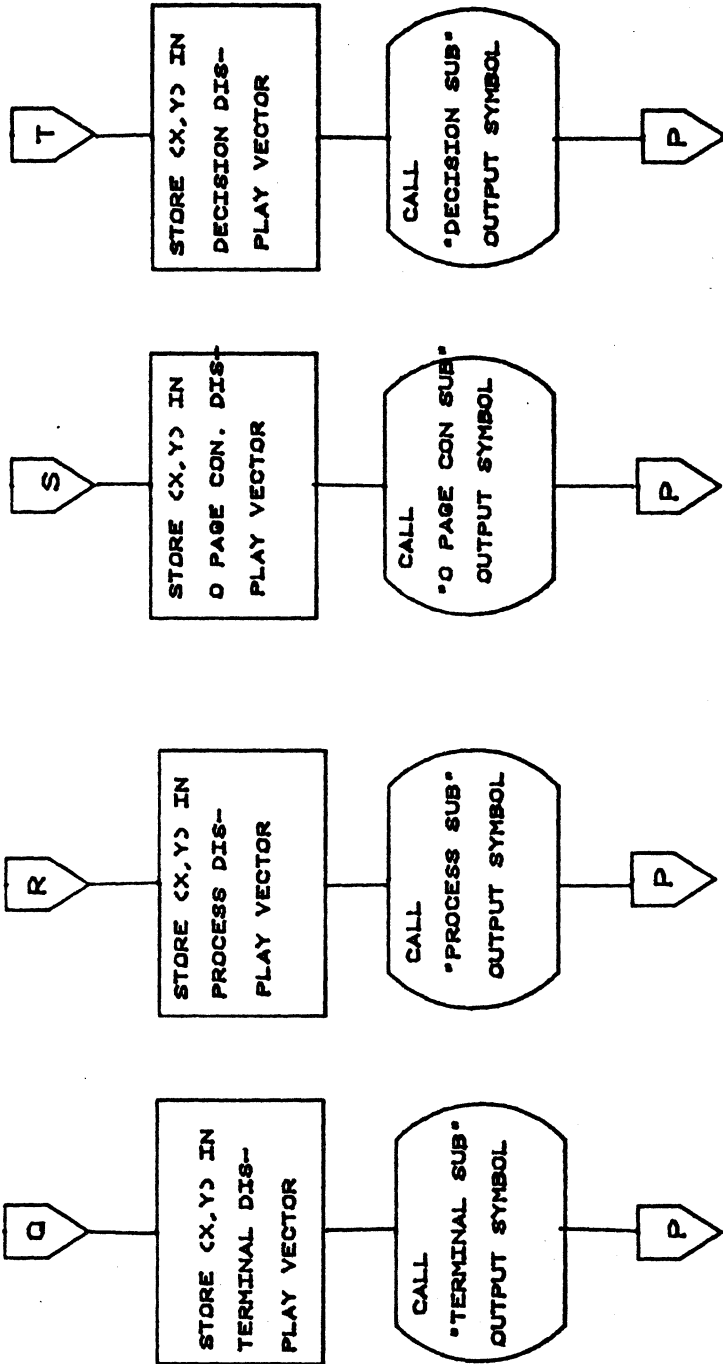 Q
STORE (X,Y) IN
TERMINAL DIS-
PLAY VECTOR
CALL
"TERMINAL SUB"
OUTPUT SYMBOL
P
R
STORE (X,Y) IN
PROCESS DIS-
PLAY VECTOR
CALL
"PROCESS SUB"
OUTPUT SYMBOL
P
S
STORE (X,Y) IN
O PAGE CON. DIS-
PLAY VECTOR
CALL
"O PAGE CON SUB"
OUTPUT SYMBOL
P
T
STORE (X,Y) IN
DECISION DIS-
PLAY VECTOR
CALL
"DECISION SUB"
OUTPUT SYMBOL
P